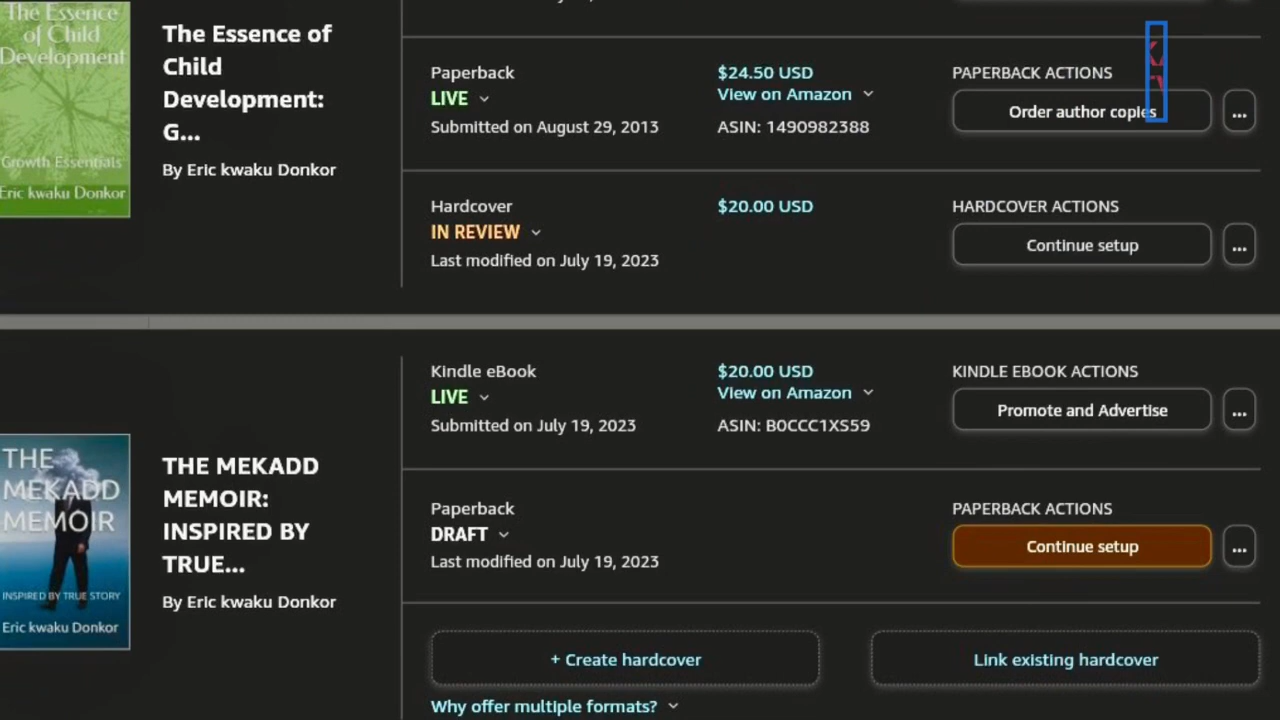 The Essence
of Child
Development
Growth Essentials
Eric kwaku Donkor
The Essence of
Child
Development:
G...
By Eric kwaku Donkor
Paperback
LIVE
Submitted on August 29, 2013
$24.50 USD
View on Amazon
ASIN: 1490982388
PAPERBACK ACTIONS
Order author copies
...
Hardcover
IN REVIEW
Last modified on July 19, 2023
$20.00 USD
HARDCOVER ACTIONS
Continue setup
...
THE
MEKADD
MEMOIR
INSPIRED BY TRUE STORY
Eric kwaku Donkor
THE MEKADD
MEMOIR:
INSPIRED BY
TRUE...
By Eric kwaku Donkor
Kindle eBook
LIVE
Submitted on July 19, 2023
$20.00 USD
View on Amazon
ASIN: B0CCC1XS59
KINDLE EBOOK ACTIONS
Promote and Advertise
...
Paperback
DRAFT
Last modified on July 19, 2023
PAPERBACK ACTIONS
Continue setup
...
+ Create hardcover
Link existing hardcover
Why offer multiple formats?